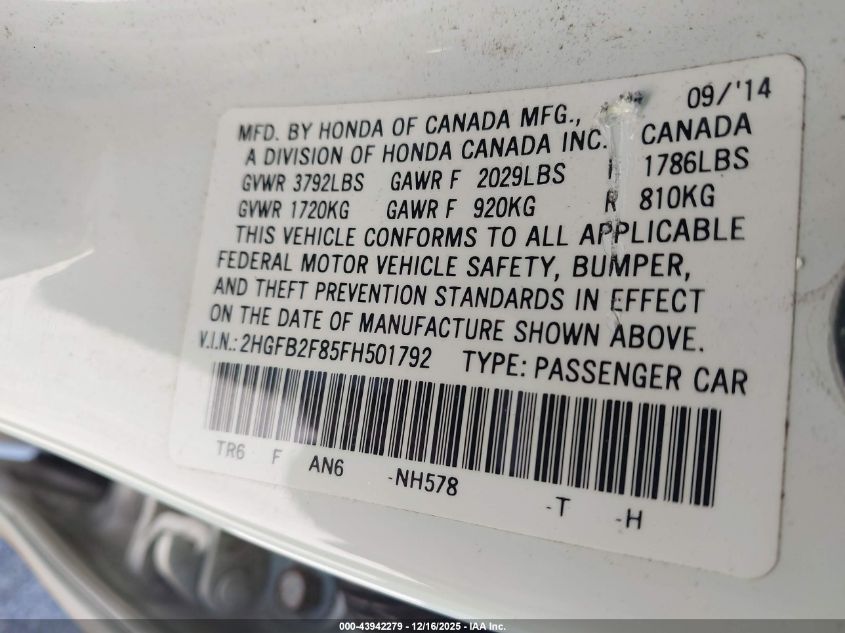 09/'14
MFD. BY HONDA OF CANADA MFG., CANADA
A DIVISION OF HONDA CANADA INC.
GVWR 3792LBS GAWR F 2029LBS R 1786LBS
GVWR 1720KG GAWR F 920KG R 810KG
THIS VEHICLE CONFORMS TO ALL APPLICABLE
FEDERAL MOTOR VEHICLE SAFETY, BUMPER,
AND THEFT PREVENTION STANDARDS IN EFFECT
ON THE DATE OF MANUFACTURE SHOWN ABOVE.
V.I.N.: 2HGFB2F85FH501792 TYPE: PASSENGER CAR
TR6 F AN6 -NH578 -T -H
000-43942279 - 12/16/2025 - IAA Inc.